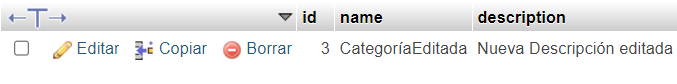 id name description
Editar Copiar Borrar 3 CategoríaEditada Nueva Descripción editada